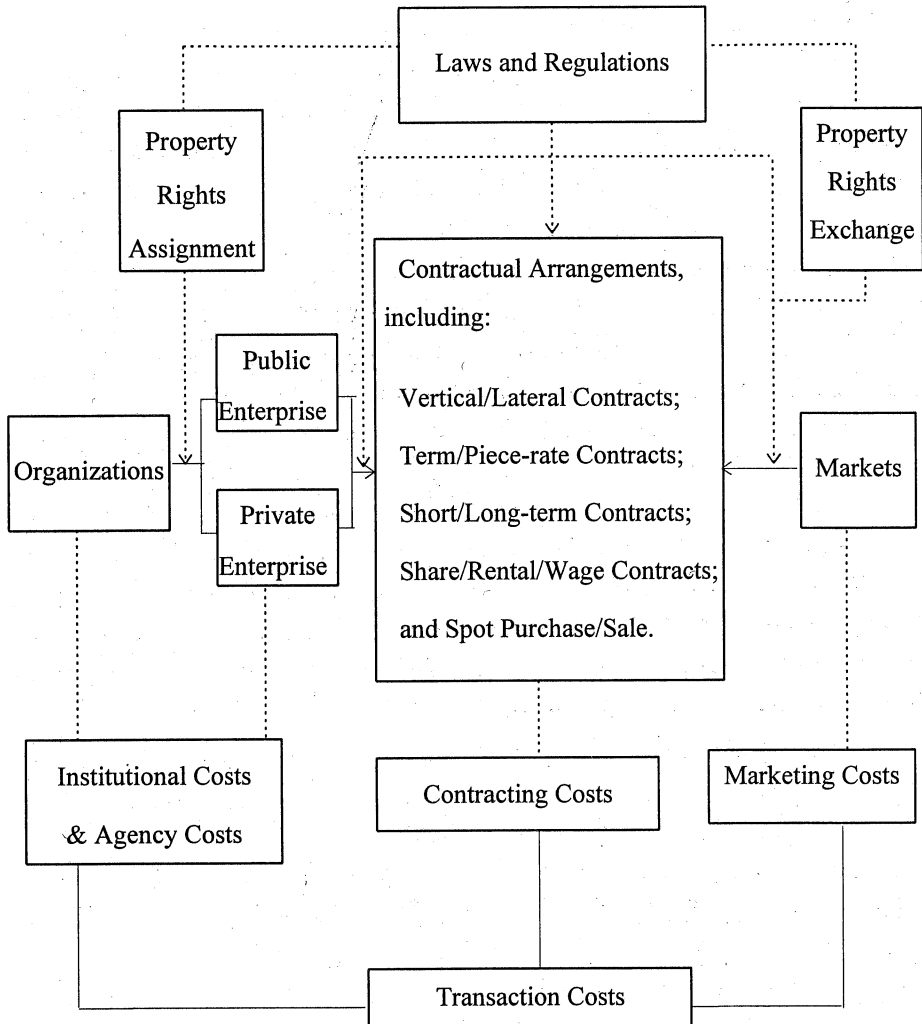 Laws and Regulations
Property
Rights
Assignment
Property
Rights
Exchange
Contractual Arrangements,
including:
Vertical/Lateral Contracts;
Term/Piece-rate Contracts;
Short/Long-term Contracts;
Share/Rental/Wage Contracts;
and Spot Purchase/Sale.
Public
Enterprise
Organizations
Private
Enterprise
Markets
Institutional Costs
& Agency Costs
Contracting Costs
Marketing Costs
Transaction Costs